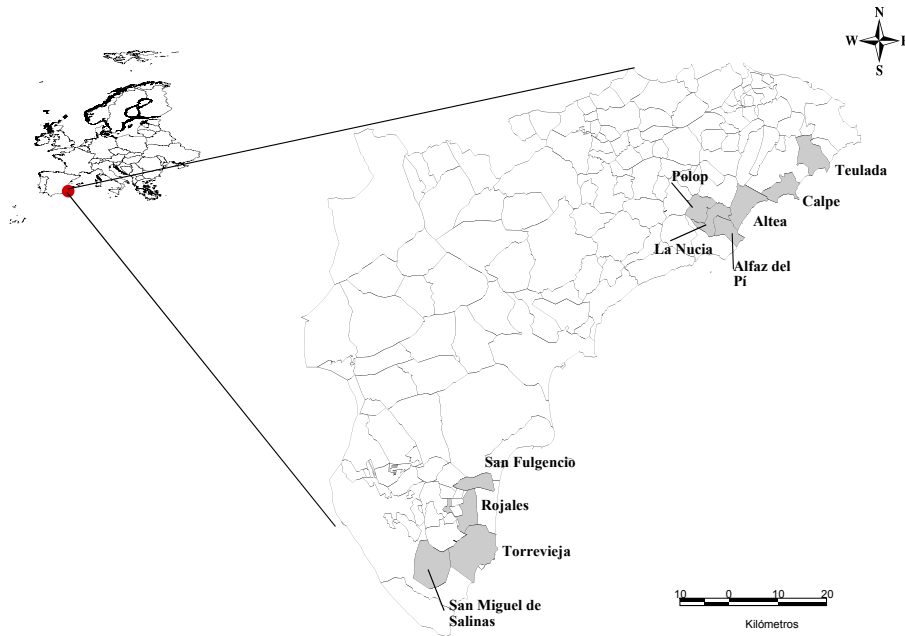 N
W E
S
Teulada
Polop
Calpe
Altea
La Nucia
Alfaz del
Pí
San Fulgencio
Rojales
Torrevieja
San Miguel de
Salinas
10 0 10 20
Kilómetros